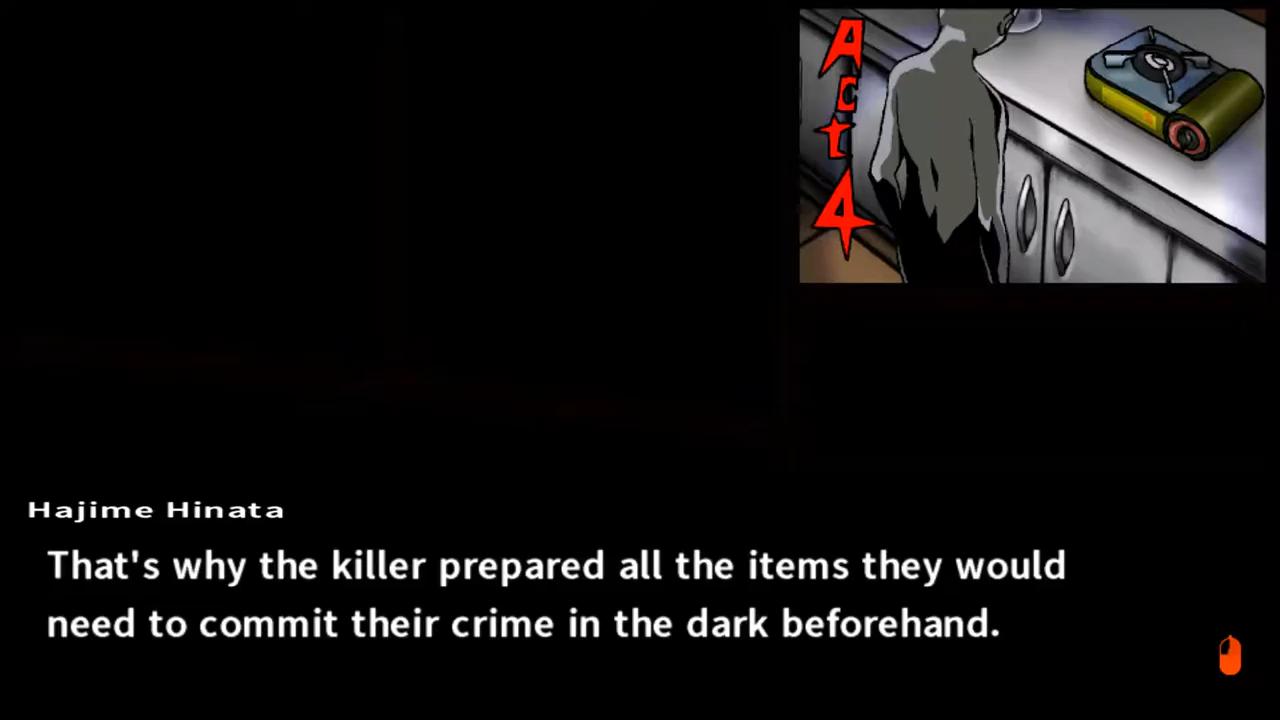 Act 4
Hajime Hinata
That's why the killer prepared all the items they would
need to commit their crime in the dark beforehand.